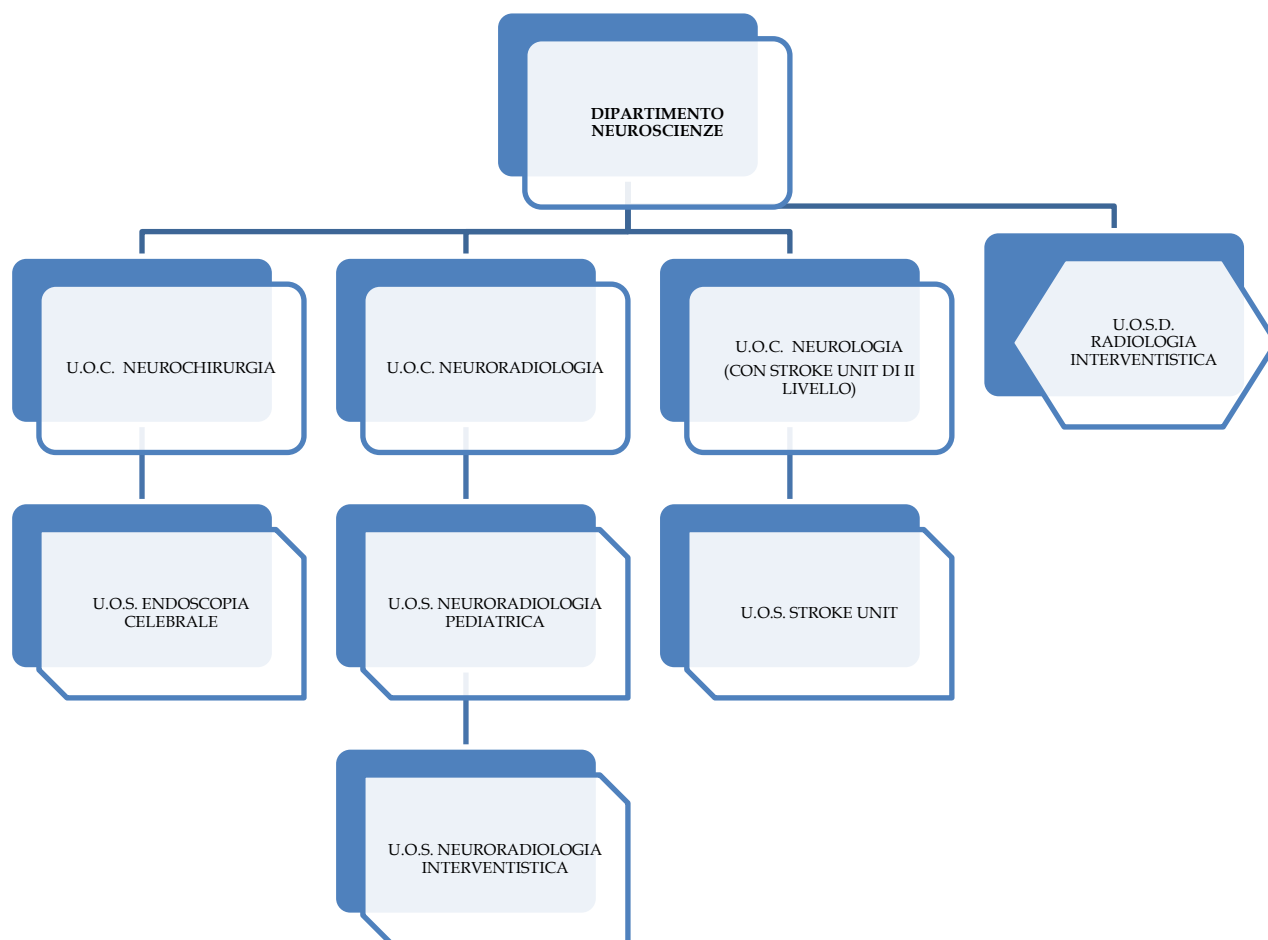 DIPARTIMENTO
NEUROSCIENZE
U.O.C.  NEUROCHIRURGIA
U.O.C. NEURORADIOLOGIA
U.O.C.  NEUROLOGIA
(CON STROKE UNIT DI II
LIVELLO)
U.O.S.D.
RADIOLOGIA
INTERVENTISTICA
U.O.S. ENDOSCOPIA
CELEBRALE
U.O.S. NEURORADIOLOGIA
PEDIATRICA
U.O.S. STROKE UNIT
U.O.S. NEURORADIOLOGIA
INTERVENTISTICA